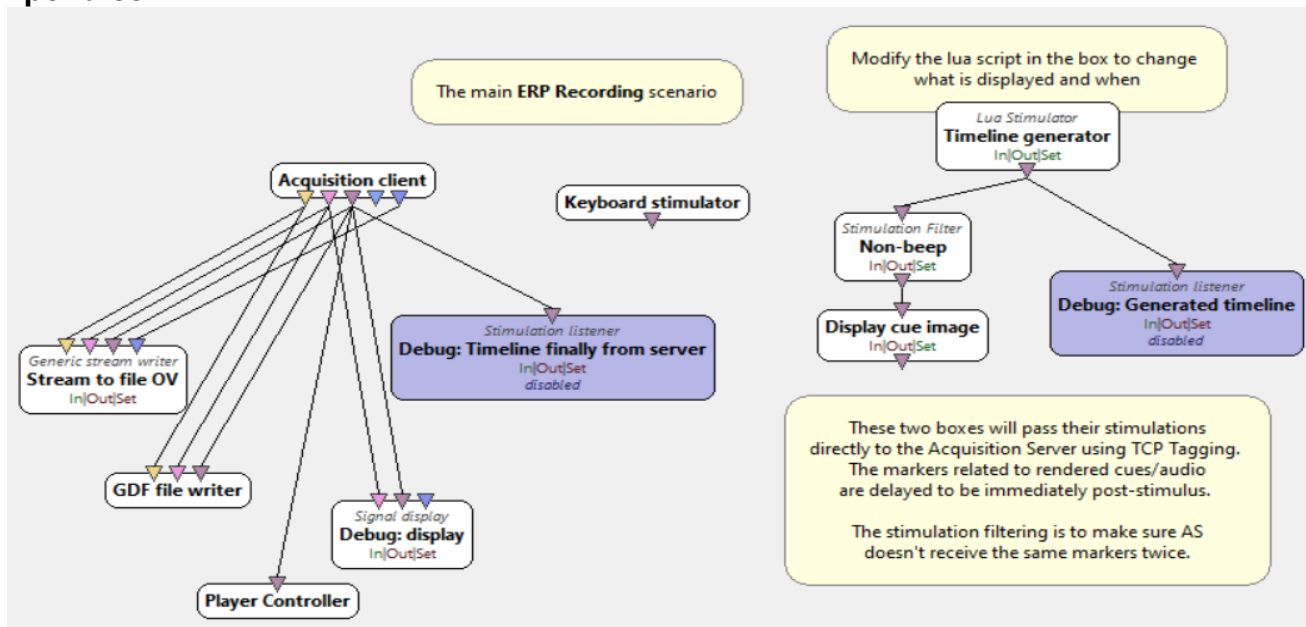 The main ERP Recording scenario
Modify the lua script in the box to change
what is displayed and when
Lua Stimulator
Timeline generator
In|Out|Set
Acquisition client
Keyboard stimulator
Stimulation Filter
Non-beep
In|Out|Set
Stimulation listener
Debug: Generated timeline
In|Out|Set
disabled
Display cue image
In|Out|Set
Stimulation listener
Debug: Timeline finally from server
In|Out|Set
disabled
Generic stream writer
Stream to file OV
In|Out|Set
GDF file writer
Signal display
Debug: display
In|Out|Set
Player Controller
These two boxes will pass their stimulations
directly to the Acquisition Server using TCP Tagging.
The markers related to rendered cues/audio
are delayed to be immediately post-stimulus.
The stimulation filtering is to make sure AS
doesn't receive the same markers twice.